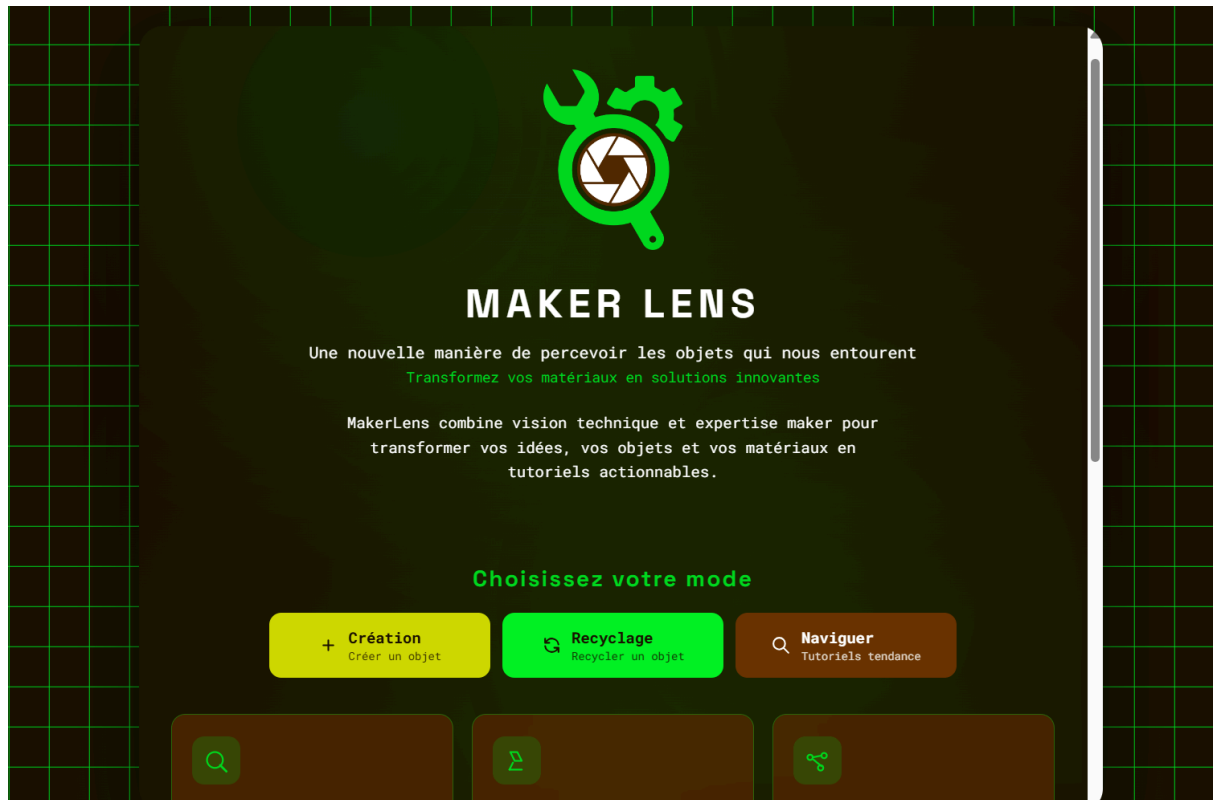 MAKER LENS
Une nouvelle manière de percevoir les objets qui nous entourent
Transformez vos matériaux en solutions innovantes
MakerLens combine vision technique et expertise maker pour
transformer vos idées, vos objets et vos matériaux en
tutoriels actionnables.
Choisissez votre mode
Création
Créer un objet
Recyclage
Recycler un objet
Naviguer
Tutoriels tendance